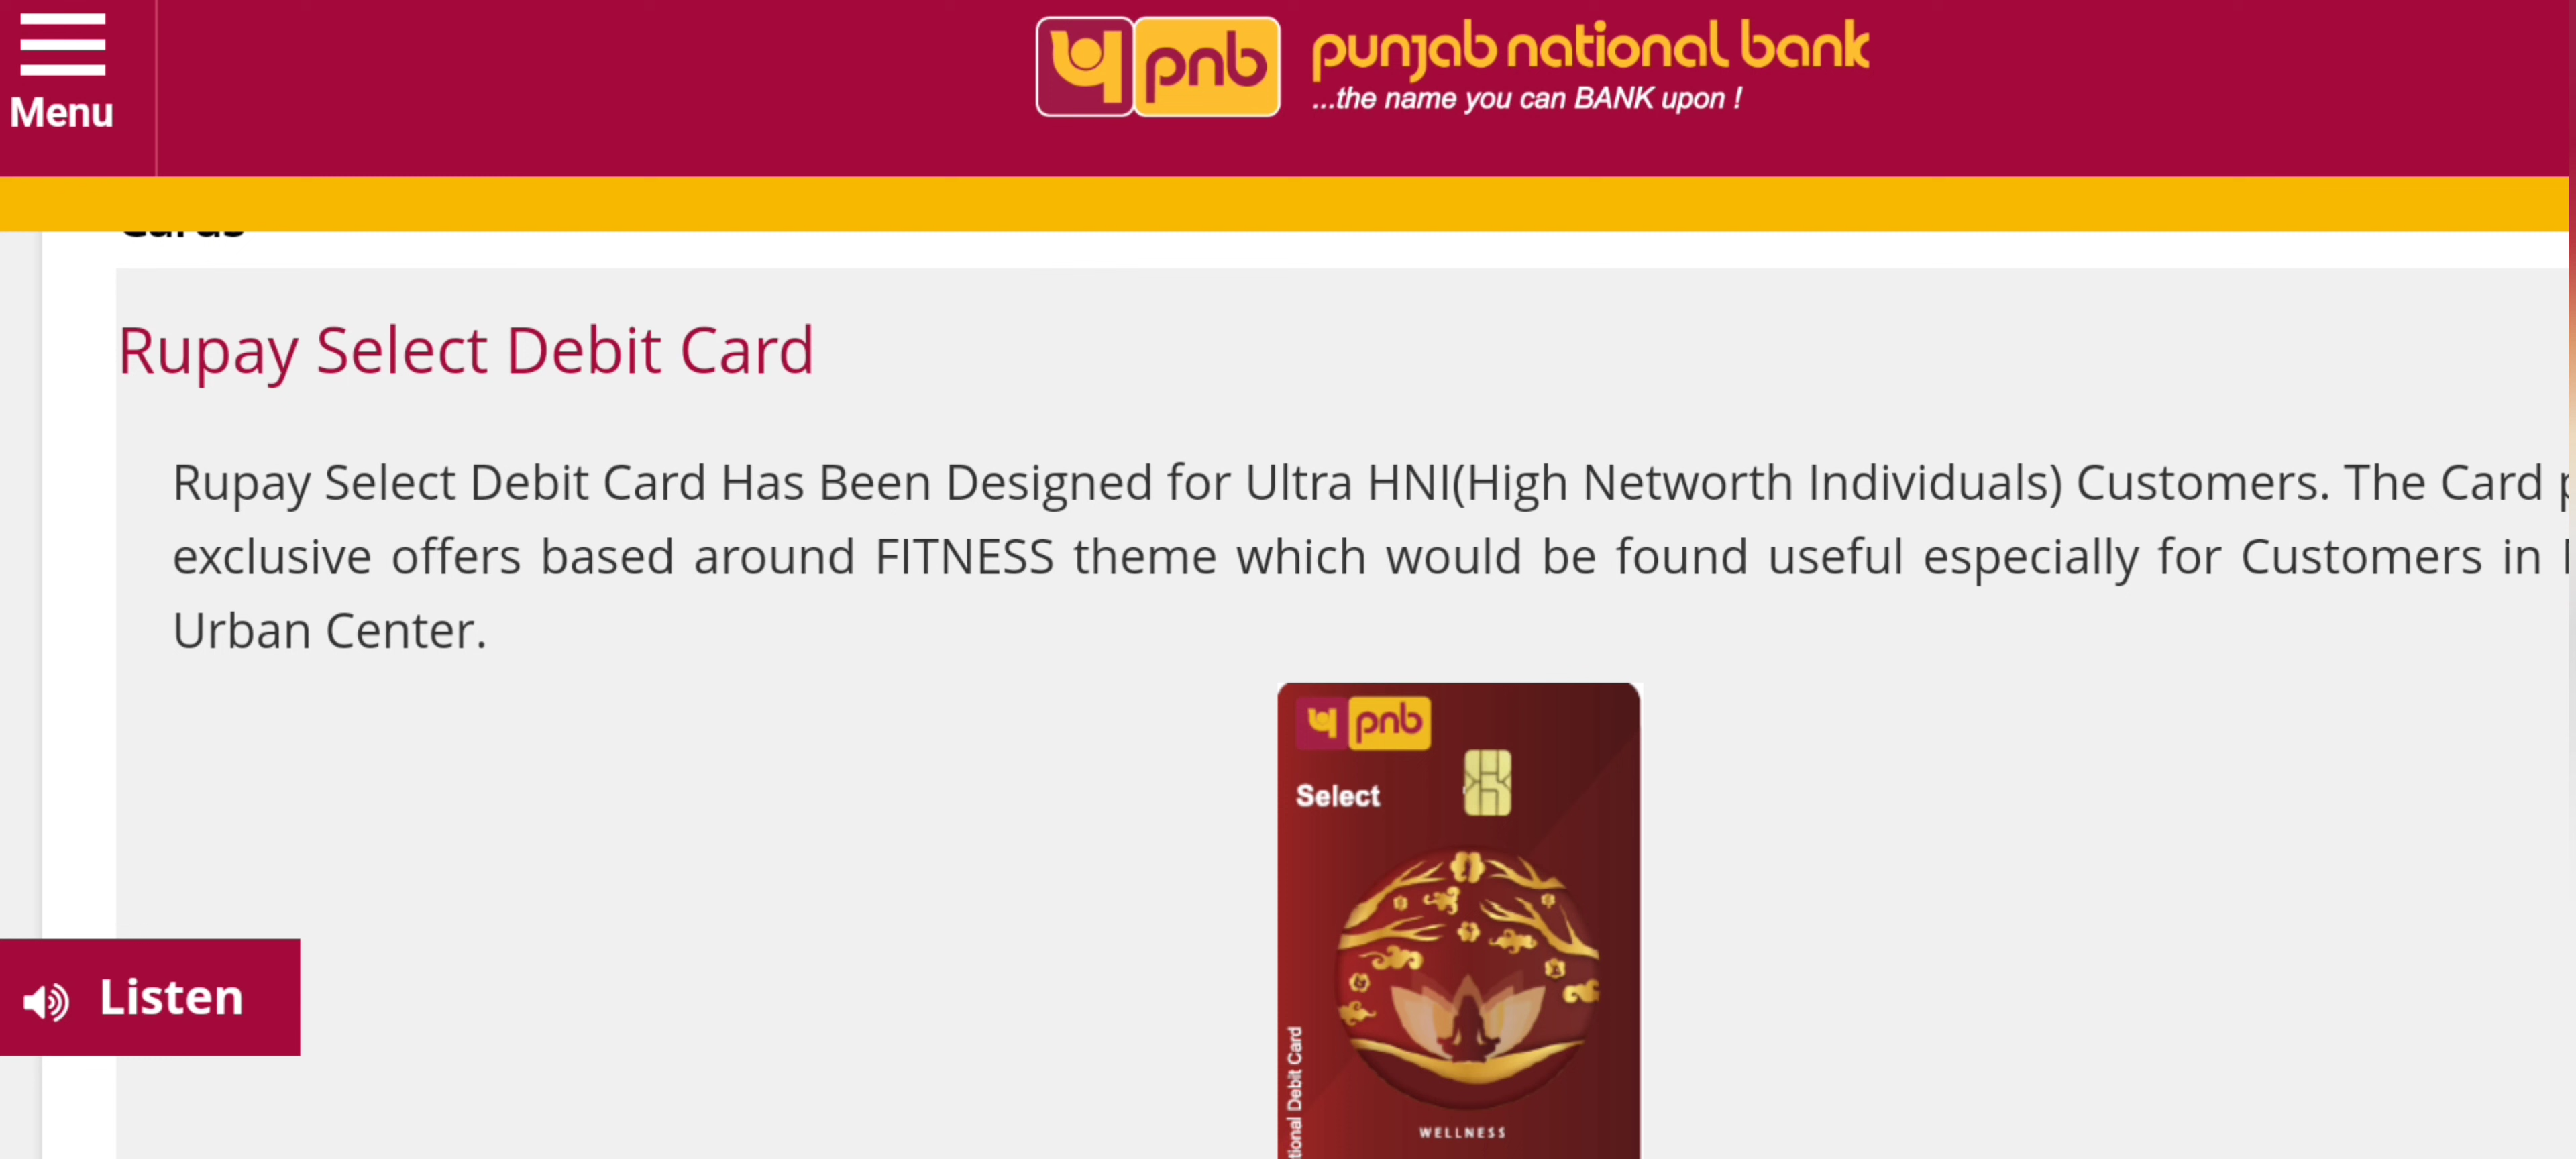 Menu
प pnb
punjab national bank
...the name you can BANK upon !
Rupay Select Debit Card
Rupay Select Debit Card Has Been Designed for Ultra HNI(High Networth Individuals) Customers. The Card
exclusive offers based around FITNESS theme which would be found useful especially for Customers in
Urban Center.
प pnb
Select
Debit Card
WELLNESS
Listen